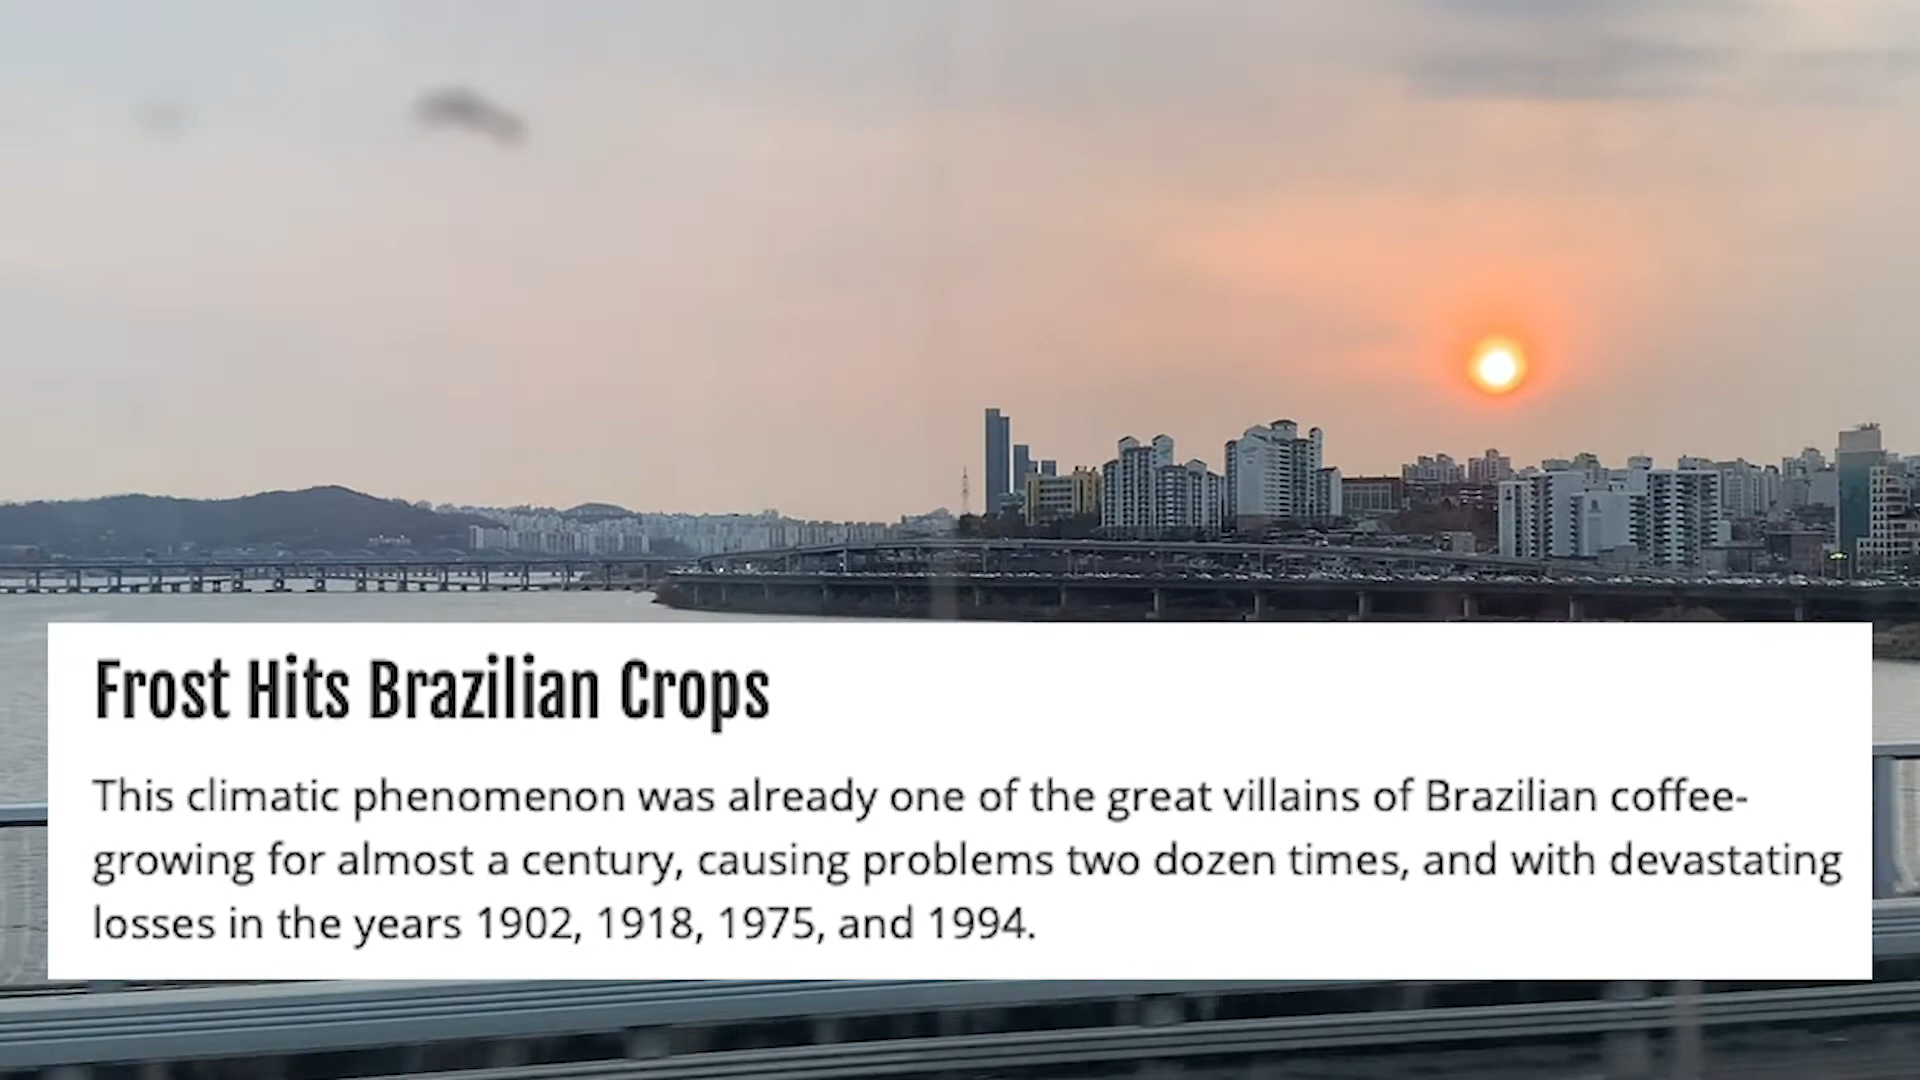 Frost Hits Brazilian Crops
This climatic phenomenon was already one of the great villains of Brazilian coffee-
growing for almost a century, causing problems two dozen times, and with devastating
losses in the years 1902, 1918, 1975, and 1994.